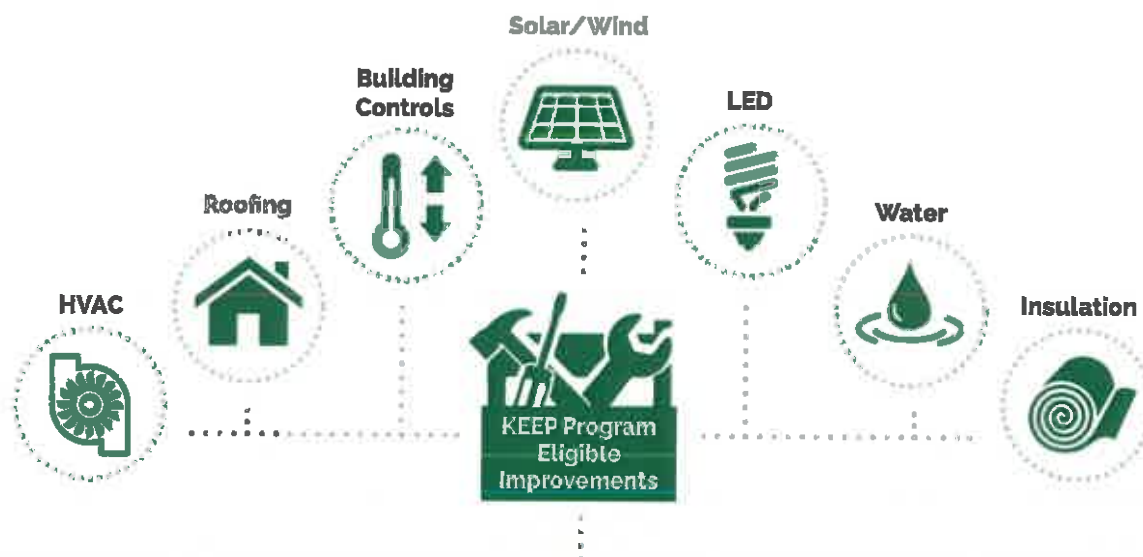 Solar/Wind
Building
Controls
LED
Roofing
Water
HVAC
Insulation
KEEP Program
Eligible
Improvements